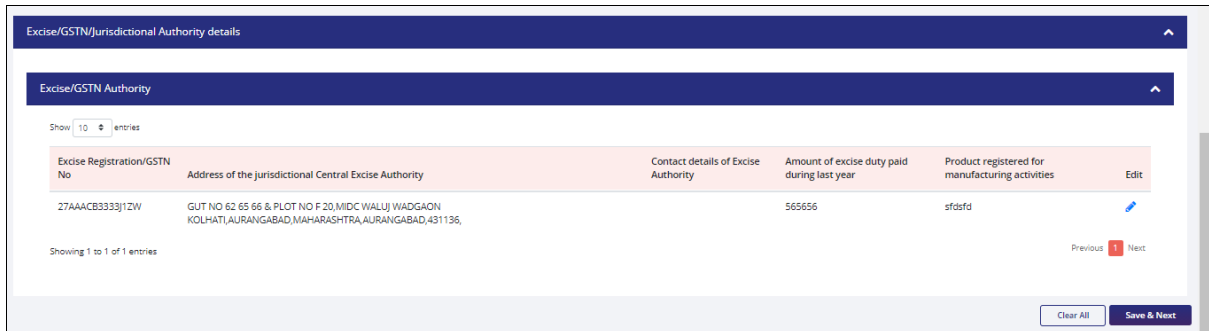 Excise/GSTN/Jurisdictional Authority details
Excise/GSTN Authority
Show 10 entries
Excise Registration/GSTN No
Address of the jurisdictional Central Excise Authority
Contact details of Excise Authority
Amount of excise duty paid during last year
Product registered for manufacturing activities
Edit
27AAACB3333J1ZW
GUT NO 62 65 66 & PLOT NO F 20,MIDC WALUJ WADGAON
KOLHATI,AURANGABAD,MAHARASHTRA,AURANGABAD,431136,
565656
sfdsfd
Showing 1 to 1 of 1 entries
Previous 1 Next
Clear All
Save & Next